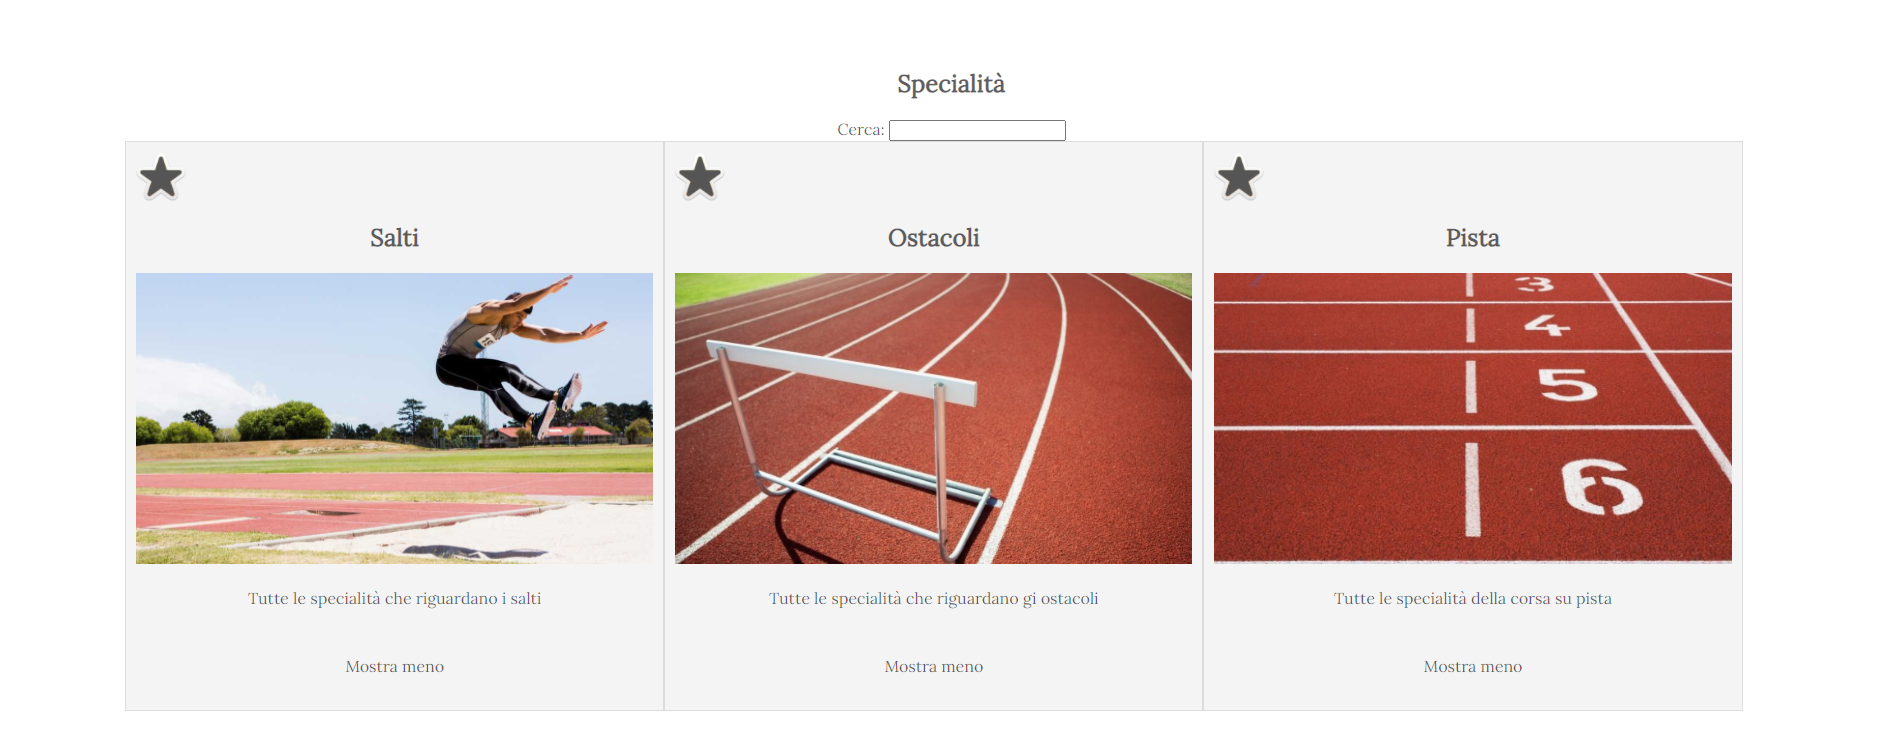 Specialità
Cerca:
Salti
Ostacoli
Pista
3
4
5
6
Tutte le specialità che riguardano i salti
Tutte le specialità che riguardano gi ostacoli
Tutte le specialità della corsa su pista
Mostra meno
Mostra meno
Mostra meno